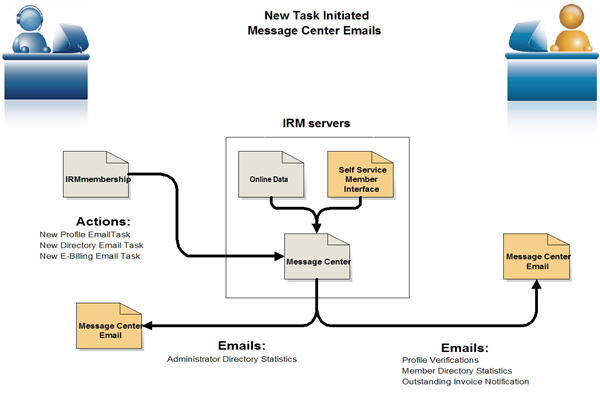 New Task Initiated
Message Center Emails
IRM servers
IRMmembership
Online Data
Self Service
Member
Interface
Actions:
New Profile EmailTask
New Directory Email Task
New E-Billing Email Task
Message Center
Message Center
Email
Message Center
Email
Emails:
Administrator Directory Statistics
Emails:
Profile Verifications
Member Directory Statistics
Outstanding Invoice Notification